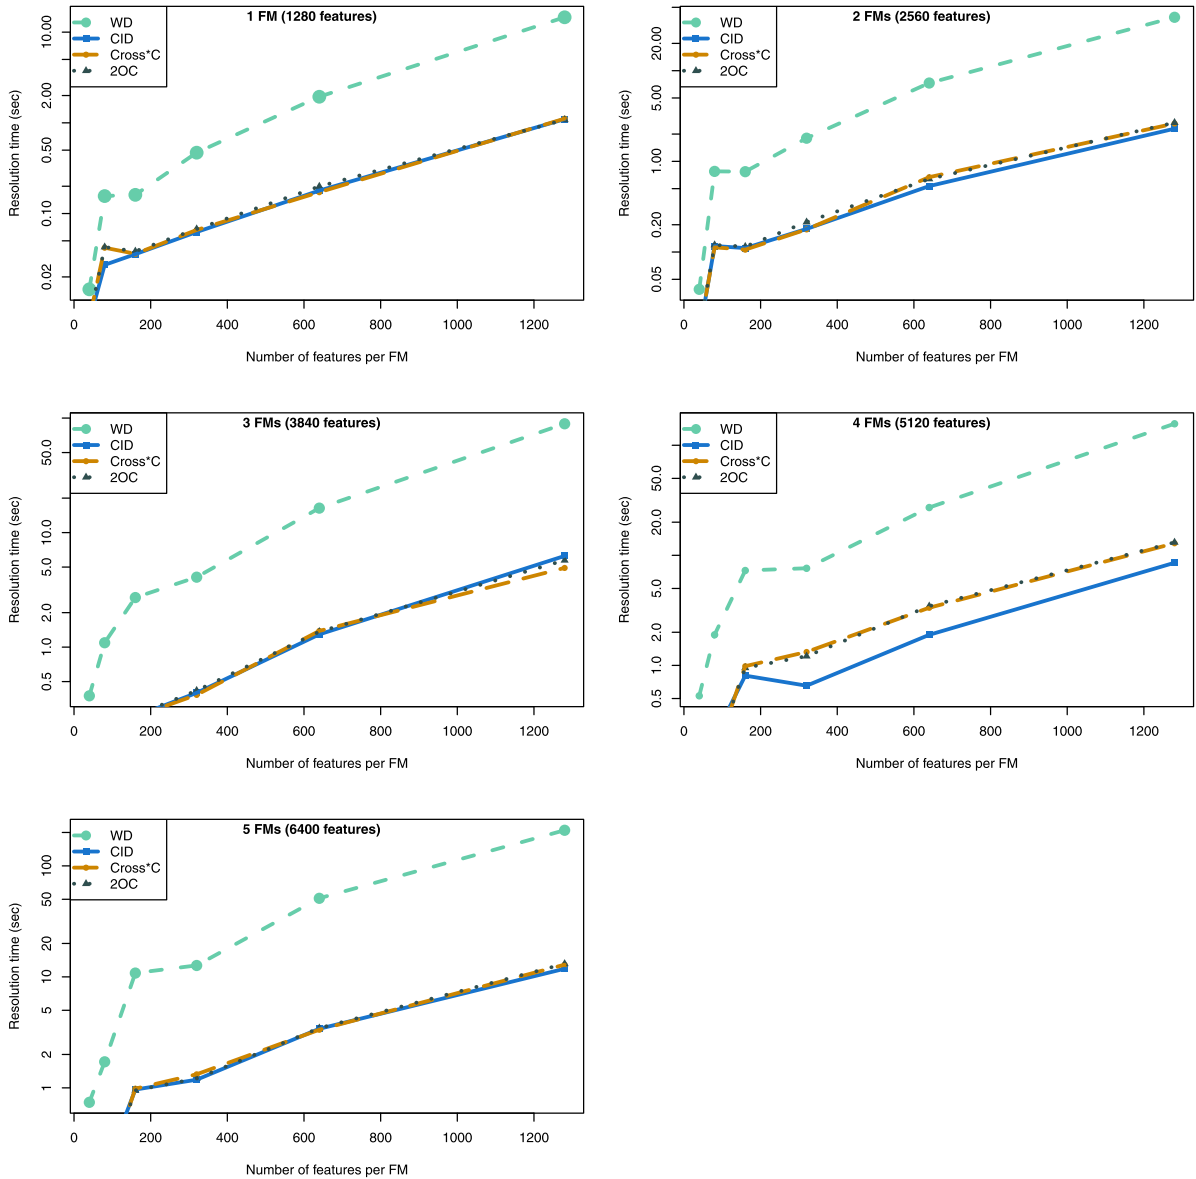 1 FM (1280 features)
WD
CID
Cross*C
2OC
Resolution time (sec)
10.00
2.00
0.50
0.10
0.02
0 200 400 600 800 1000 1200
Number of features per FM
2 FMs (2560 features)
WD
CID
Cross*C
2OC
Resolution time (sec)
20.00
5.00
1.00
0.20
0.05
0 200 400 600 800 1000 1200
Number of features per FM
3 FMs (3840 features)
WD
CID
Cross*C
2OC
Resolution time (sec)
50.0
10.0
5.0
2.0
1.0
0.5
0 200 400 600 800 1000 1200
Number of features per FM
4 FMs (5120 features)
WD
CID
Cross*C
2OC
Resolution time (sec)
50.0
20.0
5.0
2.0
1.0
0.5
0 200 400 600 800 1000 1200
Number of features per FM
5 FMs (6400 features)
WD
CID
Cross*C
2OC
Resolution time (sec)
100
50
20
10
5
2
1
0 200 400 600 800 1000 1200
Number of features per FM